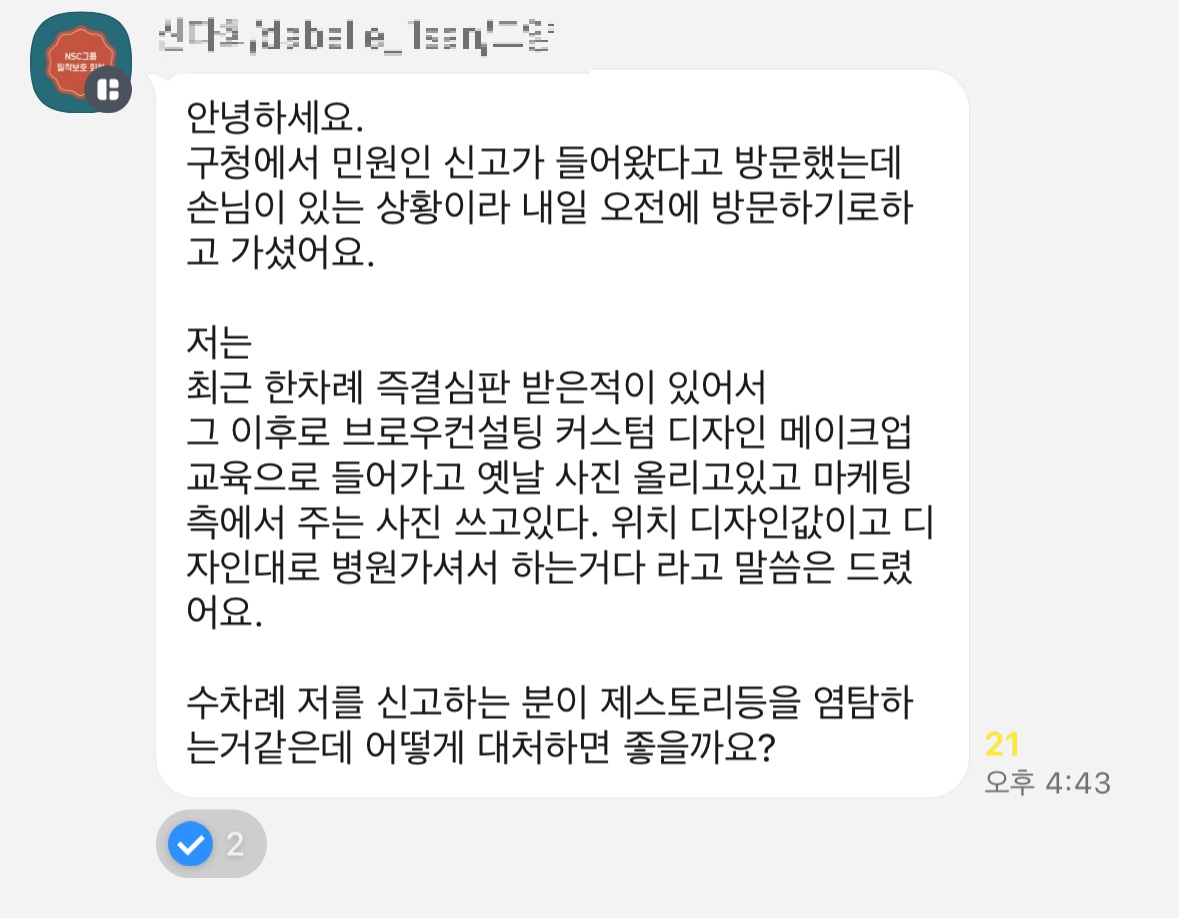 NSC그룹
안녕하세요.
구청에서 민원인 신고가 들어왔다고 방문했는데
손님이 있는 상황이라 내일 오전에 방문하기로하
고 가셨어요.
저는
최근 한차례 즉결심판 받은적이 있어서
그 이후로 브로우컨설팅 커스텀 디자인 메이크업
교육으로 들어가고 옛날 사진 올리고있고 마케팅
측에서 주는 사진 쓰고있다. 위치 디자인값이고 디
자인대로 병원가셔서 하는거다 라고 말씀은 드렸
어요.
수차례 저를 신고하는 분이 제스토리등을 염탐하
는거같은데 어떻게 대처하면 좋을까요?
21
오후 4:43
2